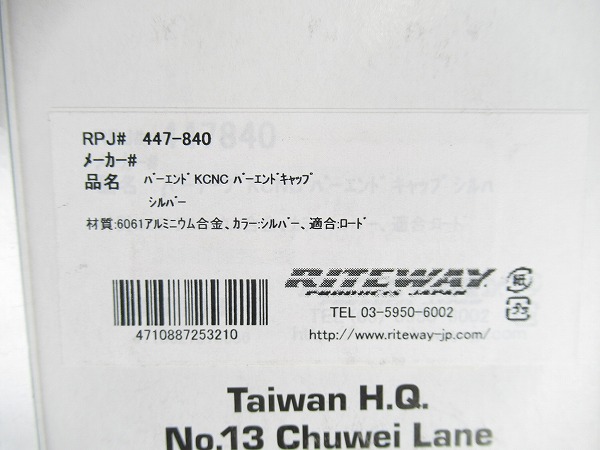 RPJ# 447-840
ﾒｰｶｰ#
品名 ﾊﾞｰｴﾝﾄﾞ KCNC ﾊﾞｰｴﾝﾄﾞｷｬｯﾌﾟ
ｼﾙﾊﾞｰ
材質:6061ｱﾙﾐﾆｳﾑ合金、ｶﾗｰ:ｼﾙﾊﾞｰ、適合:ﾛｰﾄﾞ
RITEWAY
PRODUCTS JAPAN
紙
プラ
4710887253210
TEL 03-5950-6002
http://www.riteway-jp.com/
Taiwan H.Q.
No.13 Chuwei Lane